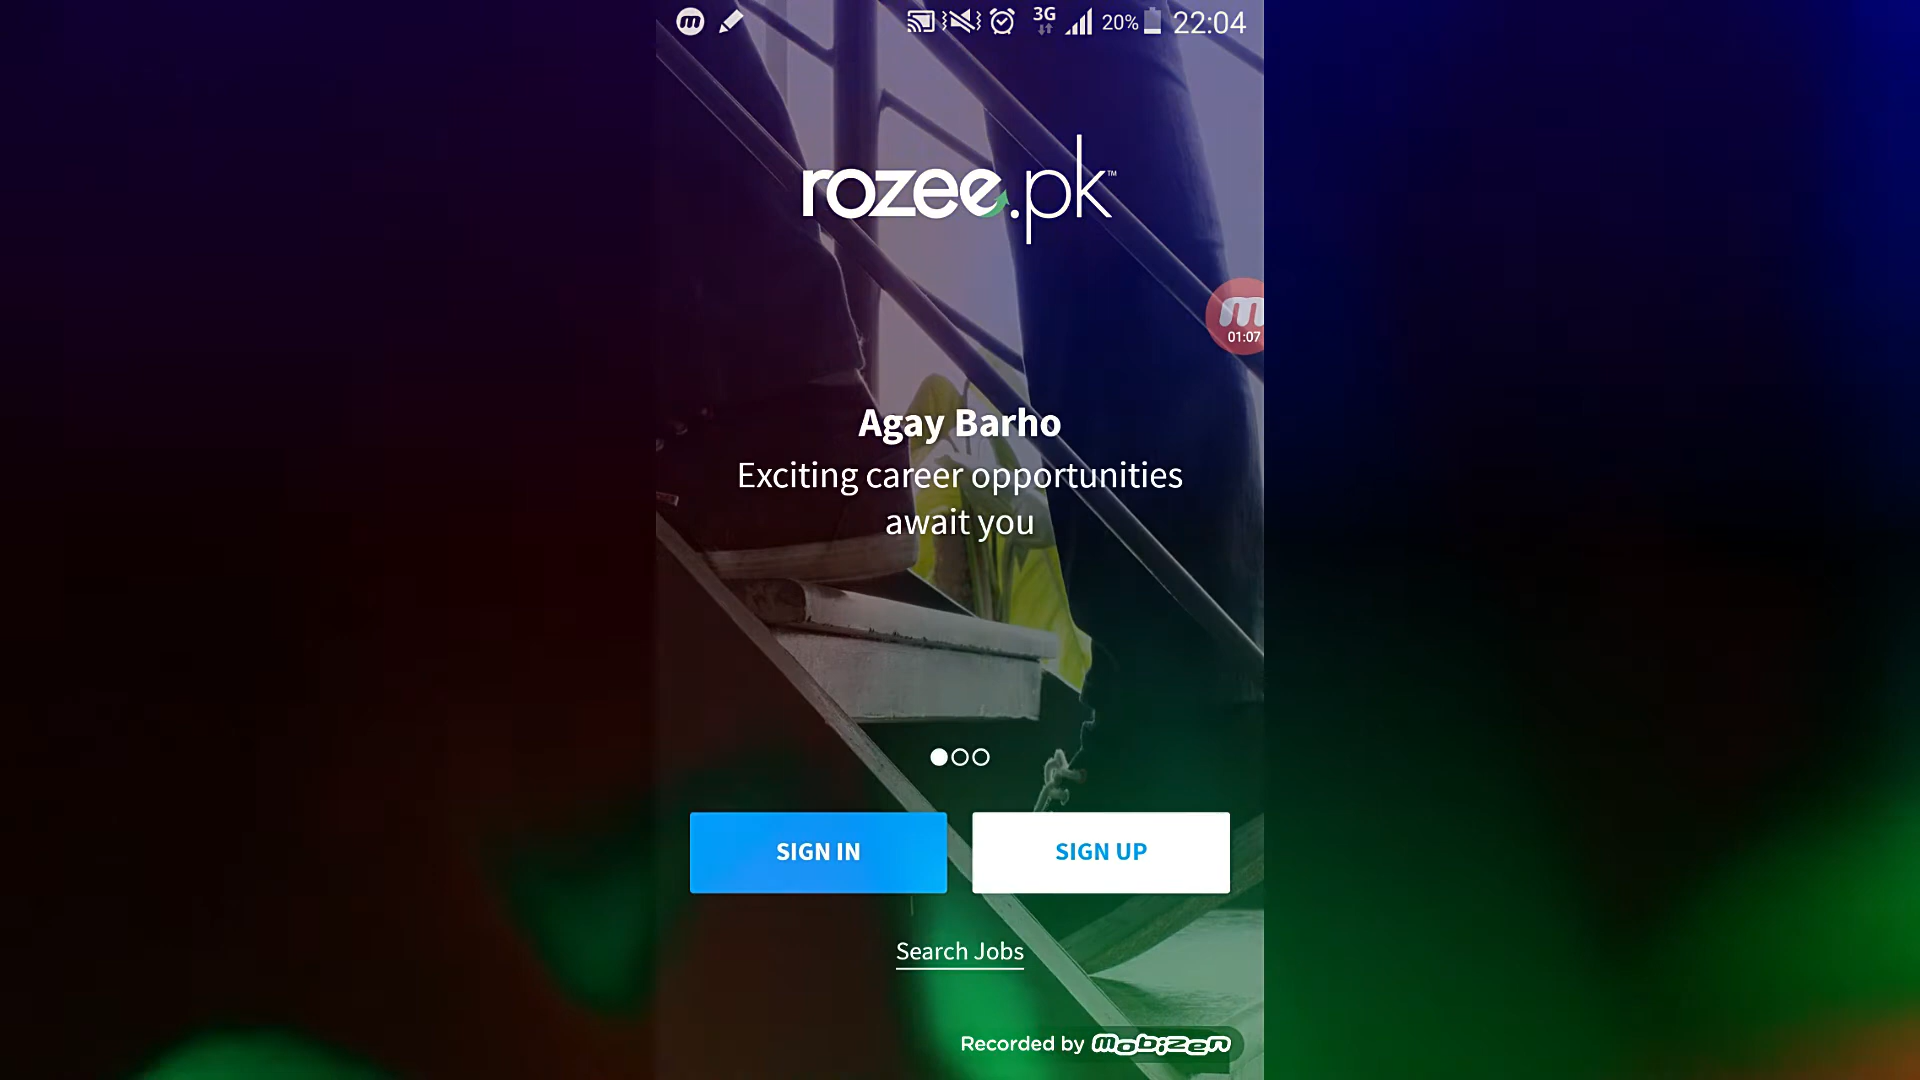 3G 20% 22:04
rozee.pk™
m
01:07
Agay Barho
Exciting career opportunities
await you
SIGN IN SIGN UP
Search Jobs
Recorded by Mobizen